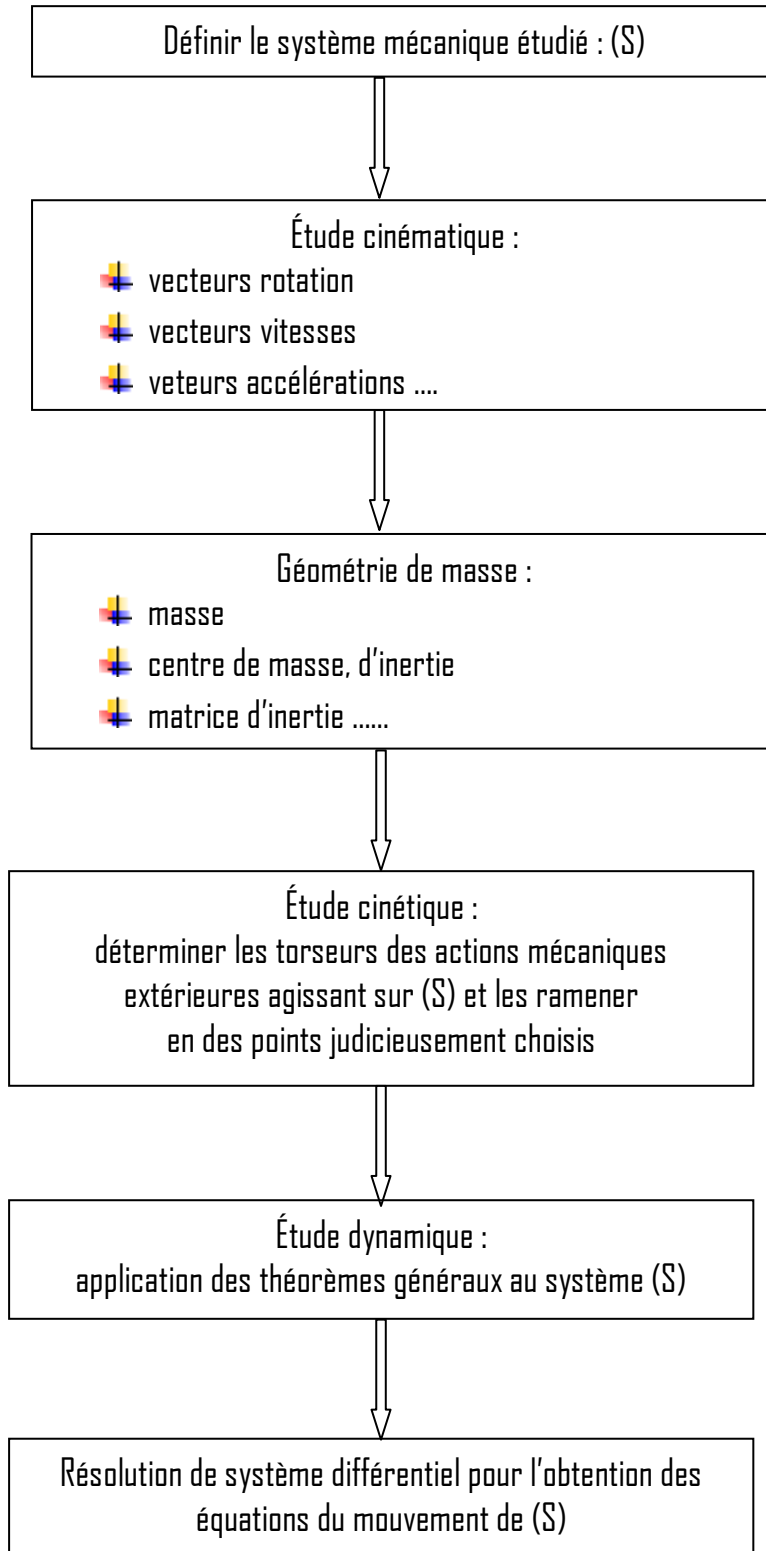 Définir le système mécanique étudié : (S)
Étude cinématique :
vecteurs rotation
vecteurs vitesses
veteurs accélérations ....
Géométrie de masse :
masse
centre de masse, d’inertie
matrice d’inertie ......
Étude cinétique :
déterminer les torseurs des actions mécaniques
extérieures agissant sur (S) et les ramener
en des points judicieusement choisis
Étude dynamique :
application des théorèmes généraux au système (S)
Résolution de système différentiel pour l’obtention des
équations du mouvement de (S)